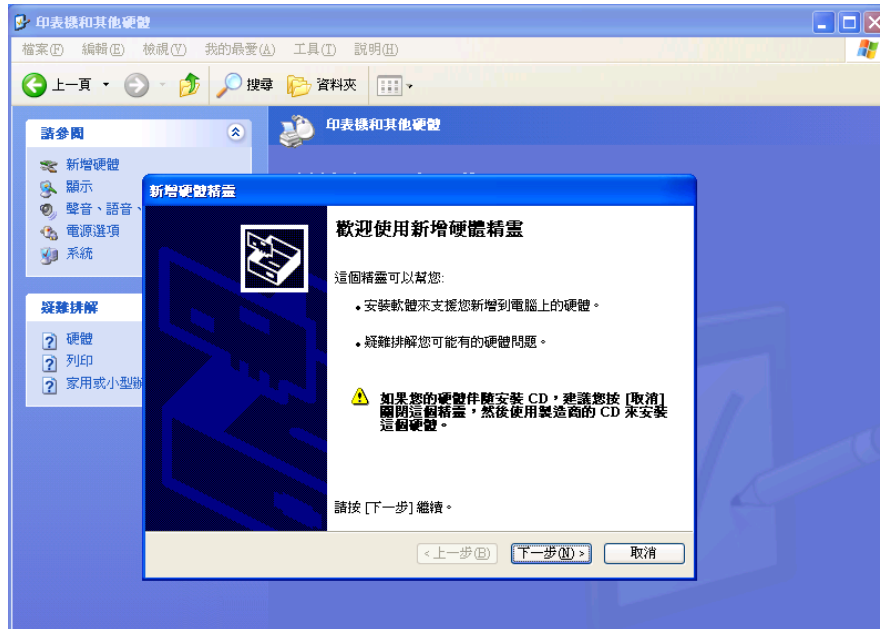 印表機和其他硬體
檔案(F) 編輯(E) 檢視(V) 我的最愛(A) 工具(T) 說明(H)
上一頁 搜尋 資料夾
請參閱
印表機和其他硬體
新增硬體
顯示
聲音、語音、
電源選項
系統
疑難排解
硬體
列印
家用或小型辦
新增硬體精靈
歡迎使用新增硬體精靈
這個精靈可以幫您:
• 安裝軟體來支援您新增到電腦上的硬體。
• 疑難排解您可能有的硬體問題。
如果您的硬體伴隨安裝 CD，建議您按 [取消]
關閉這個精靈，然後使用製造商的 CD 來安裝
這個硬體。
請按 [下一步] 繼續。
< 上一步(B) 下一步(N) > 取消